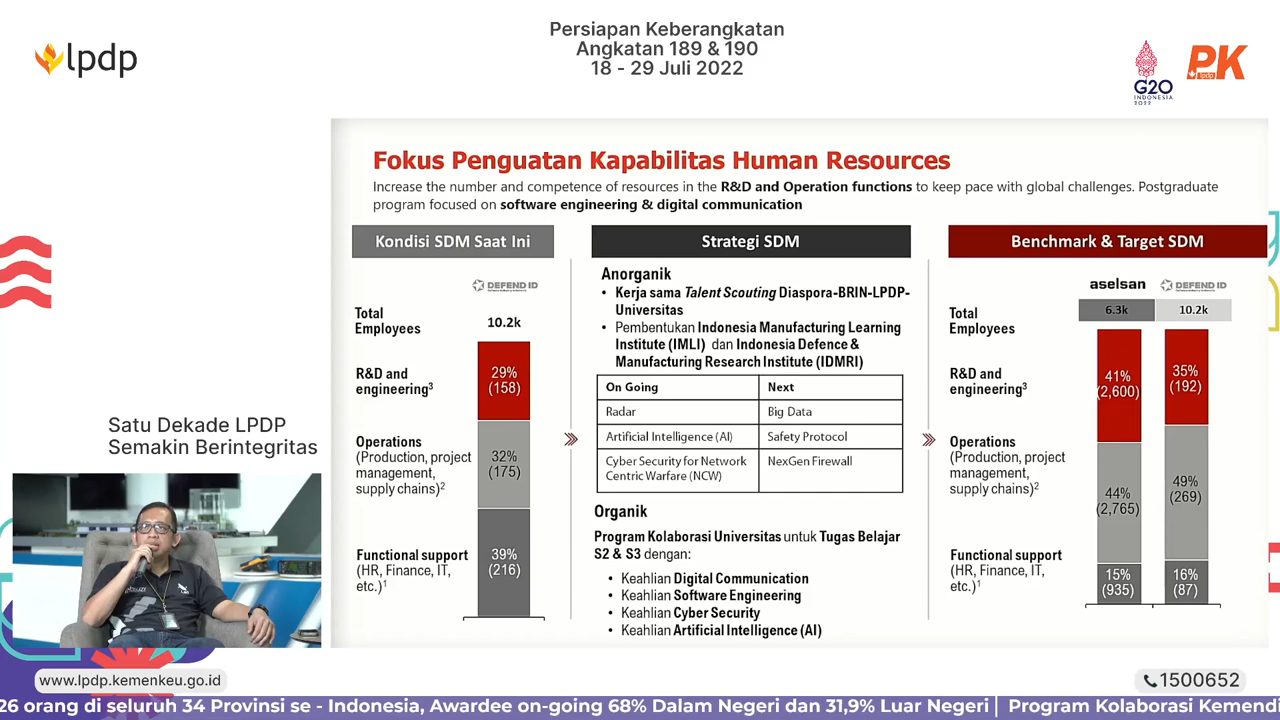 lpdp
Persiapan Keberangkatan
Angkatan 189 & 190
18 - 29 Juli 2022
G20
INDONESIA
2022
PK
lpdp
Fokus Penguatan Kapabilitas Human Resources
Increase the number and competence of resources in the R&D and Operation functions to keep pace with global challenges. Postgraduate
program focused on software engineering & digital communication
Kondisi SDM Saat Ini
DEFEND ID
Total
Employees
10.2k
R&D and
engineering³
29%
(158)
Operations
(Production, project
management,
supply chains)²
32%
(175)
Functional support
(HR, Finance, IT,
etc.)¹
39%
(216)
Strategi SDM
Anorganik
• Kerja sama Talent Scouting Diaspora-BRIN-LPDP-
Universitas
• Pembentukan Indonesia Manufacturing Learning
Institute (IMLI) dan Indonesia Defence &
Manufacturing Research Institute (IDMRI)
On Going Next
Radar Big Data
Artificial Intelligence (AI) Safety Protocol
Cyber Security for Network NexGen Firewall
Centric Warfare (NCW)
Organik
Program Kolaborasi Universitas untuk Tugas Belajar
S2 & S3 dengan:
• Keahlian Digital Communication
• Keahlian Software Engineering
• Keahlian Cyber Security
• Keahlian Artificial Intelligence (AI)
Benchmark & Target SDM
aselsan DEFEND ID
Total
Employees
6.3k 10.2k
R&D and
engineering³
41%
(2,600)
35%
(192)
Operations
(Production, project
management,
supply chains)²
44%
(2,765)
49%
(269)
Functional support
(HR, Finance, IT,
etc.)¹
15%
(935)
16%
(87)
Satu Dekade LPDP
Semakin Berintegritas
www.lpdp.kemenkeu.go.id
1500652
26 orang di seluruh 34 Provinsi se - Indonesia, Awardee on-going 68% Dalam Negeri dan 31,9% Luar Negeri | Program Kolaborasi Kemend